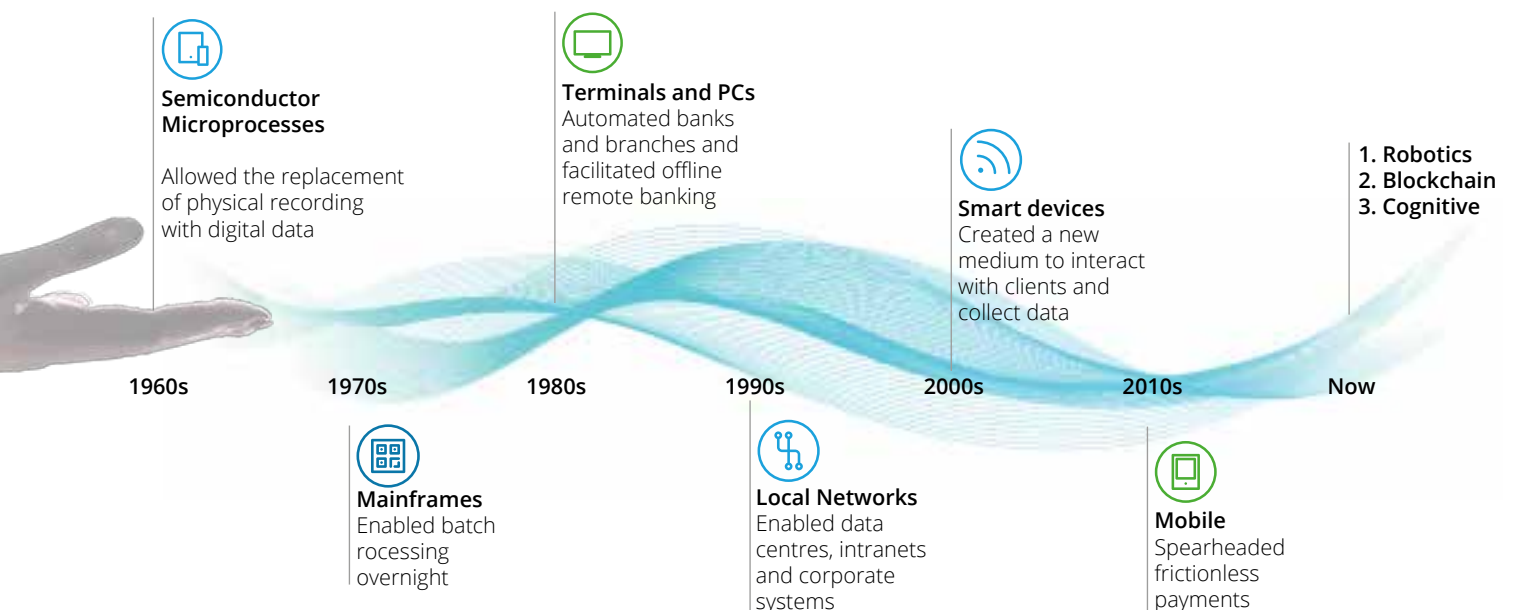 Semiconductor
Microprocesses
Allowed the replacement
of physical recording
with digital data
Terminals and PCs
Automated banks
and branches and
facilitated offline
remote banking
Smart devices
Created a new
medium to interact
with clients and
collect data
1. Robotics
2. Blockchain
3. Cognitive
1960s
1970s
1980s
1990s
2000s
2010s
Now
Mainframes
Enabled batch
rocessing
overnight
Local Networks
Enabled data
centres, intranets
and corporate
systems
Mobile
Spearheaded
frictionless
payments